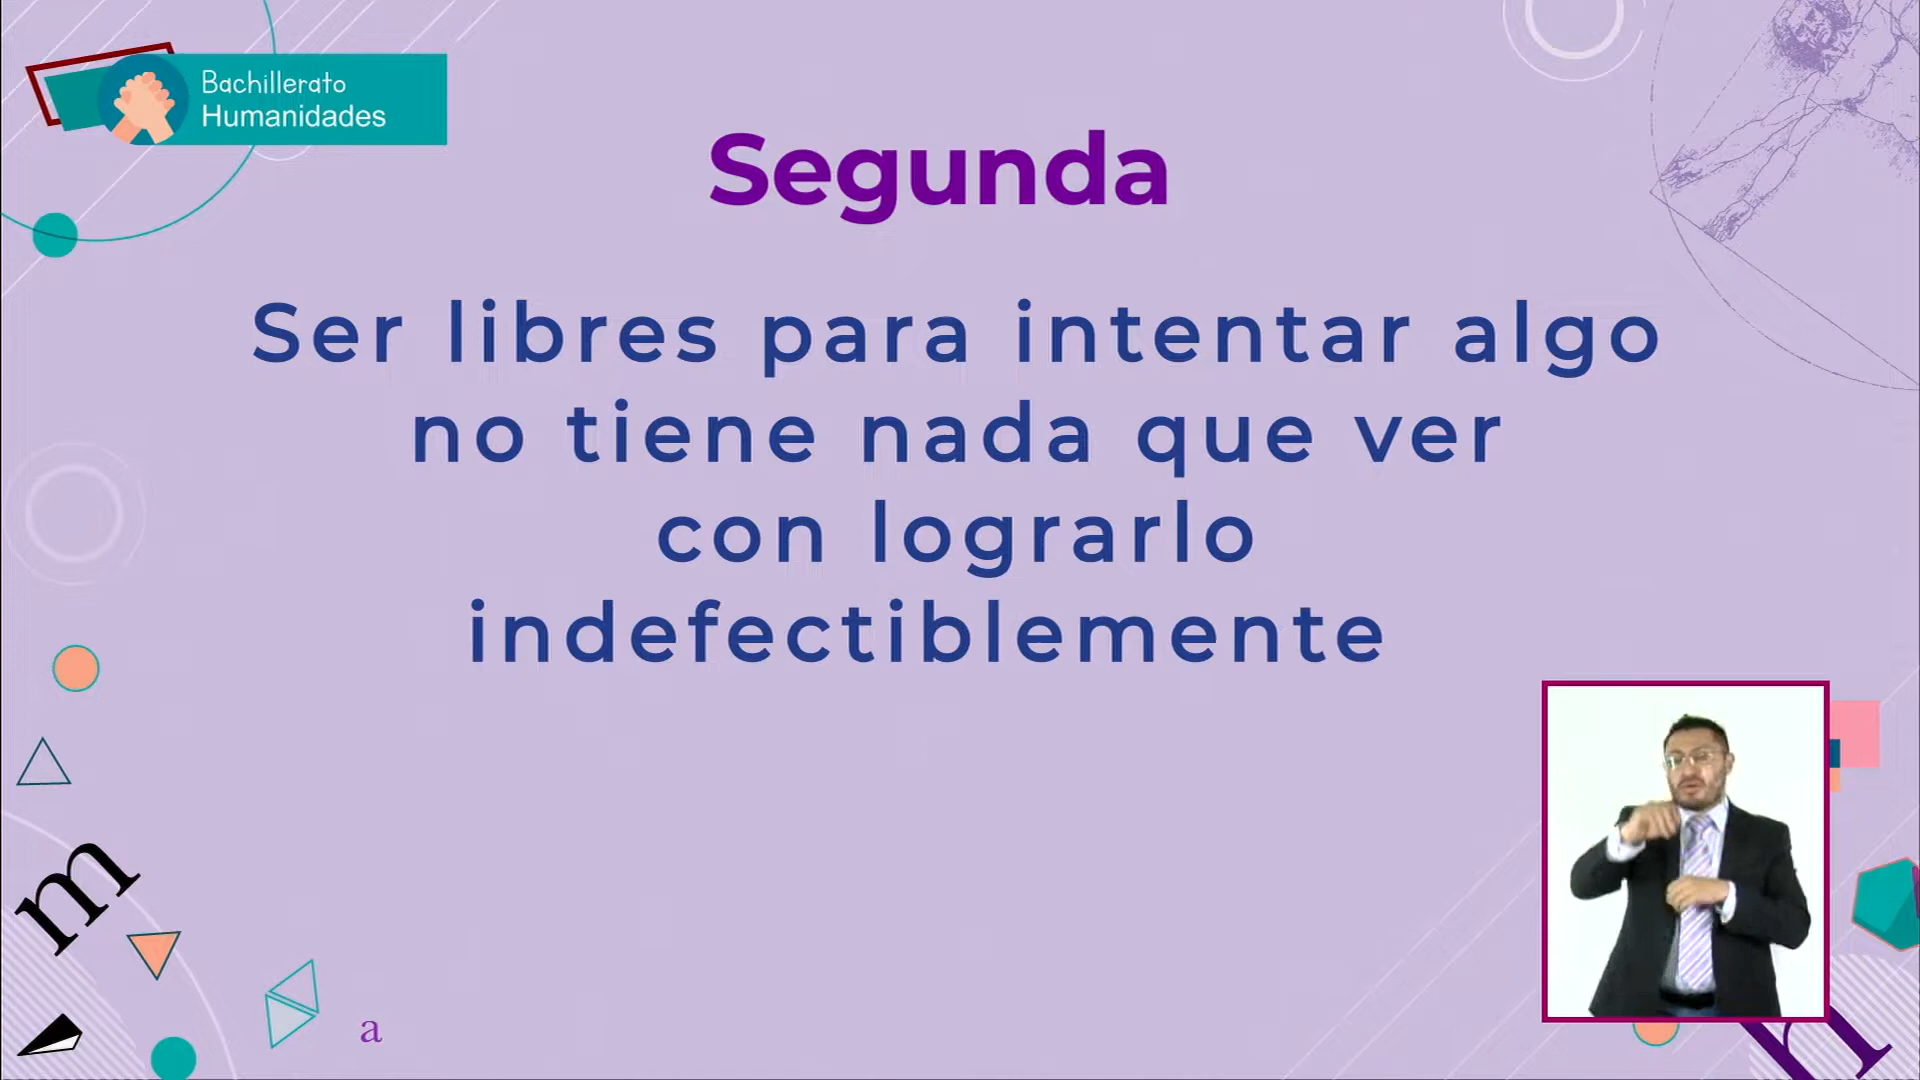 Bachillerato
Humanidades
Segunda
Ser libres para intentar algo
no tiene nada que ver
con lograrlo
indefectiblemente
m
a